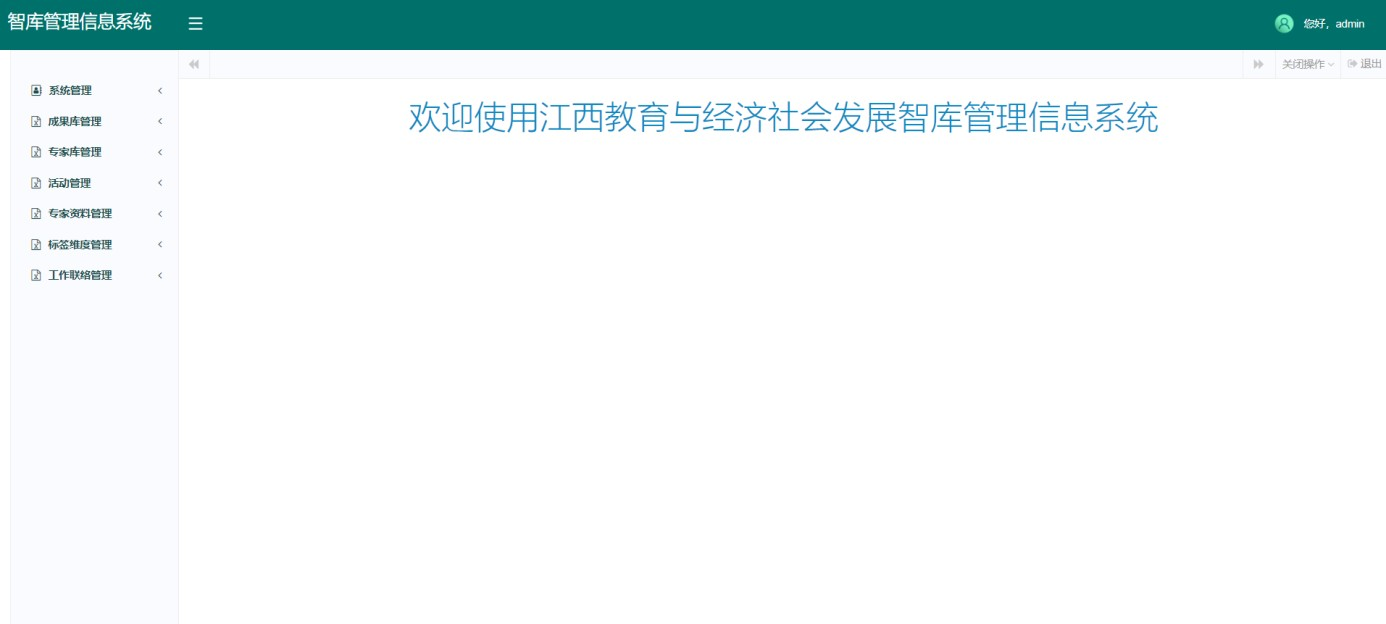 智库管理信息系统
您好，admin
关闭操作
退出
系统管理
成果库管理
专家库管理
活动管理
专家资料管理
标签维度管理
工作联络管理
欢迎使用江西教育与经济社会发展智库管理信息系统